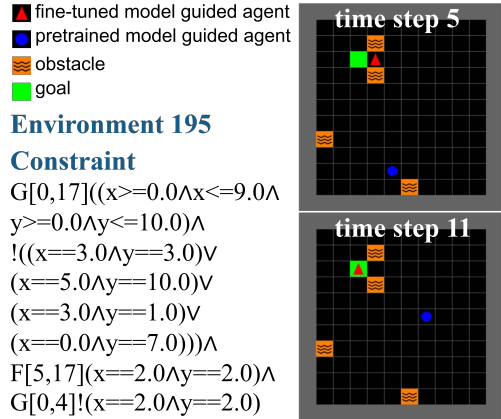 fine-tuned model guided agent
pretrained model guided agent
obstacle
goal
Environment 195
Constraint
G[0,17]((x>=0.0∧x<=9.0∧
y>=0.0∧y<=10.0)∧
!((x==3.0∧y==3.0)∨
(x==5.0∧y==10.0)∨
(x==3.0∧y==1.0)∨
(x==0.0∧y==7.0)))∧
F[5,17](x==2.0∧y==2.0)∧
G[0,4]!(x==2.0∧y==2.0)
time step 5
time step 11